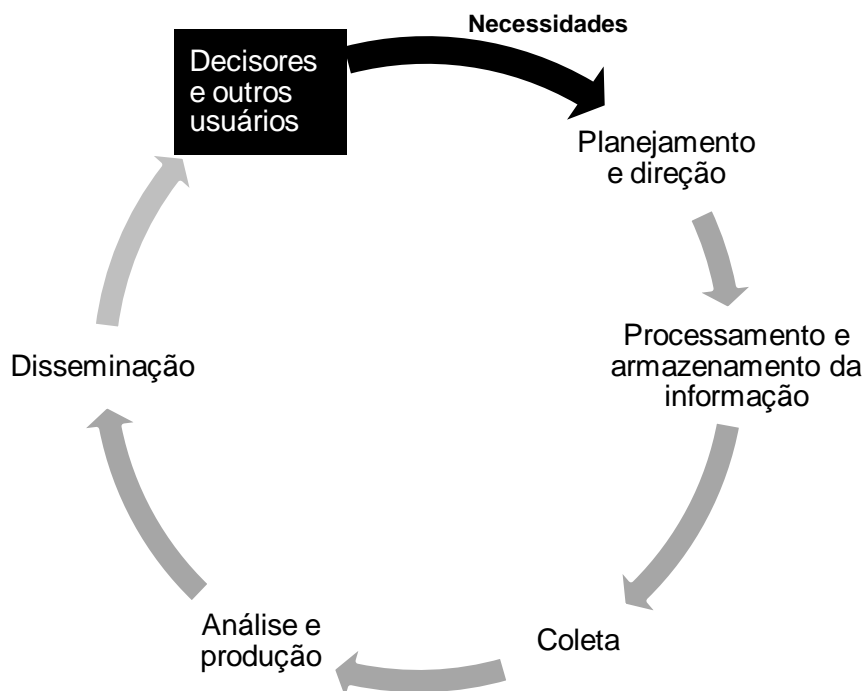 Necessidades
Decisores
e outros
usuários
Planejamento
e direção
Processamento e
armazenamento da
informação
Coleta
Análise e
produção
Disseminação